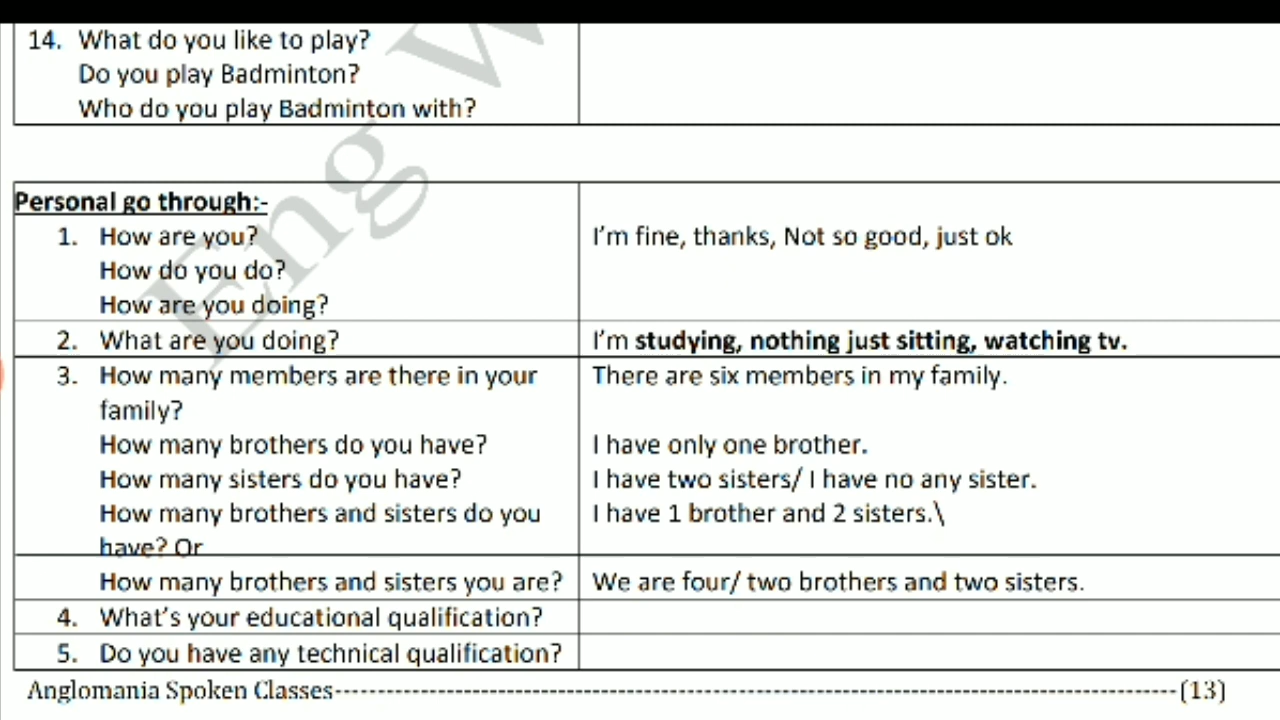 14. What do you like to play?
Do you play Badminton?
Who do you play Badminton with?
Personal go through:-
1. How are you? I'm fine, thanks, Not so good, just ok
How do you do?
How are you doing?
2. What are you doing? I'm studying, nothing just sitting, watching tv.
3. How many members are there in your There are six members in my family.
family?
How many brothers do you have? I have only one brother.
How many sisters do you have? I have two sisters/ I have no any sister.
How many brothers and sisters do you I have 1 brother and 2 sisters.\
have? Or
How many brothers and sisters you are? We are four/ two brothers and two sisters.
4. What's your educational qualification?
5. Do you have any technical qualification?
Anglomania Spoken Classes-----------------------------------------------------------------------------------------------(13)
Eng W